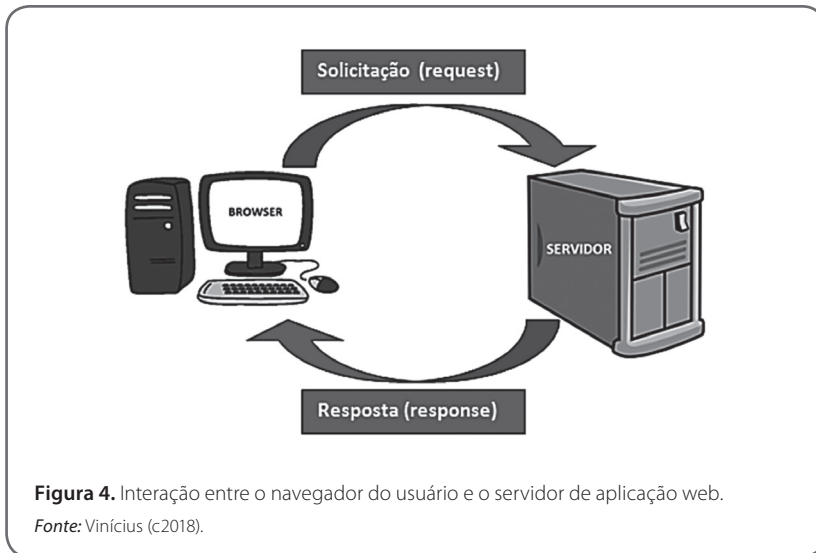 Solicitação (request)
BROWSER
SERVIDOR
Resposta (response)
Figura 4. Interação entre o navegador do usuário e o servidor de aplicação web.
Fonte: Vinícius (c2018).